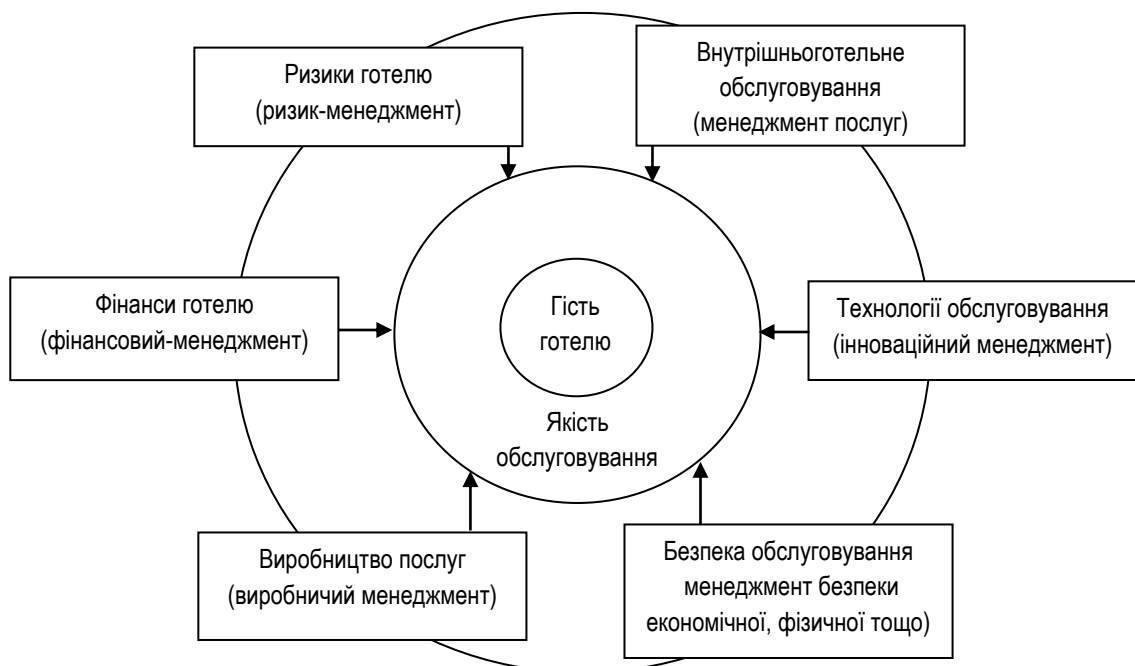 Ризики готелю
(ризик-менеджмент)
Внутрішньоготельне
обслуговування
(менеджмент послуг)
Фінанси готелю
(фінансовий-менеджмент)
Гість
готелю
Технології обслуговування
(інноваційний менеджмент)
Якість
обслуговування
Виробництво послуг
(виробничий менеджмент)
Безпека обслуговування
менеджмент безпеки
економічної, фізичної тощо)